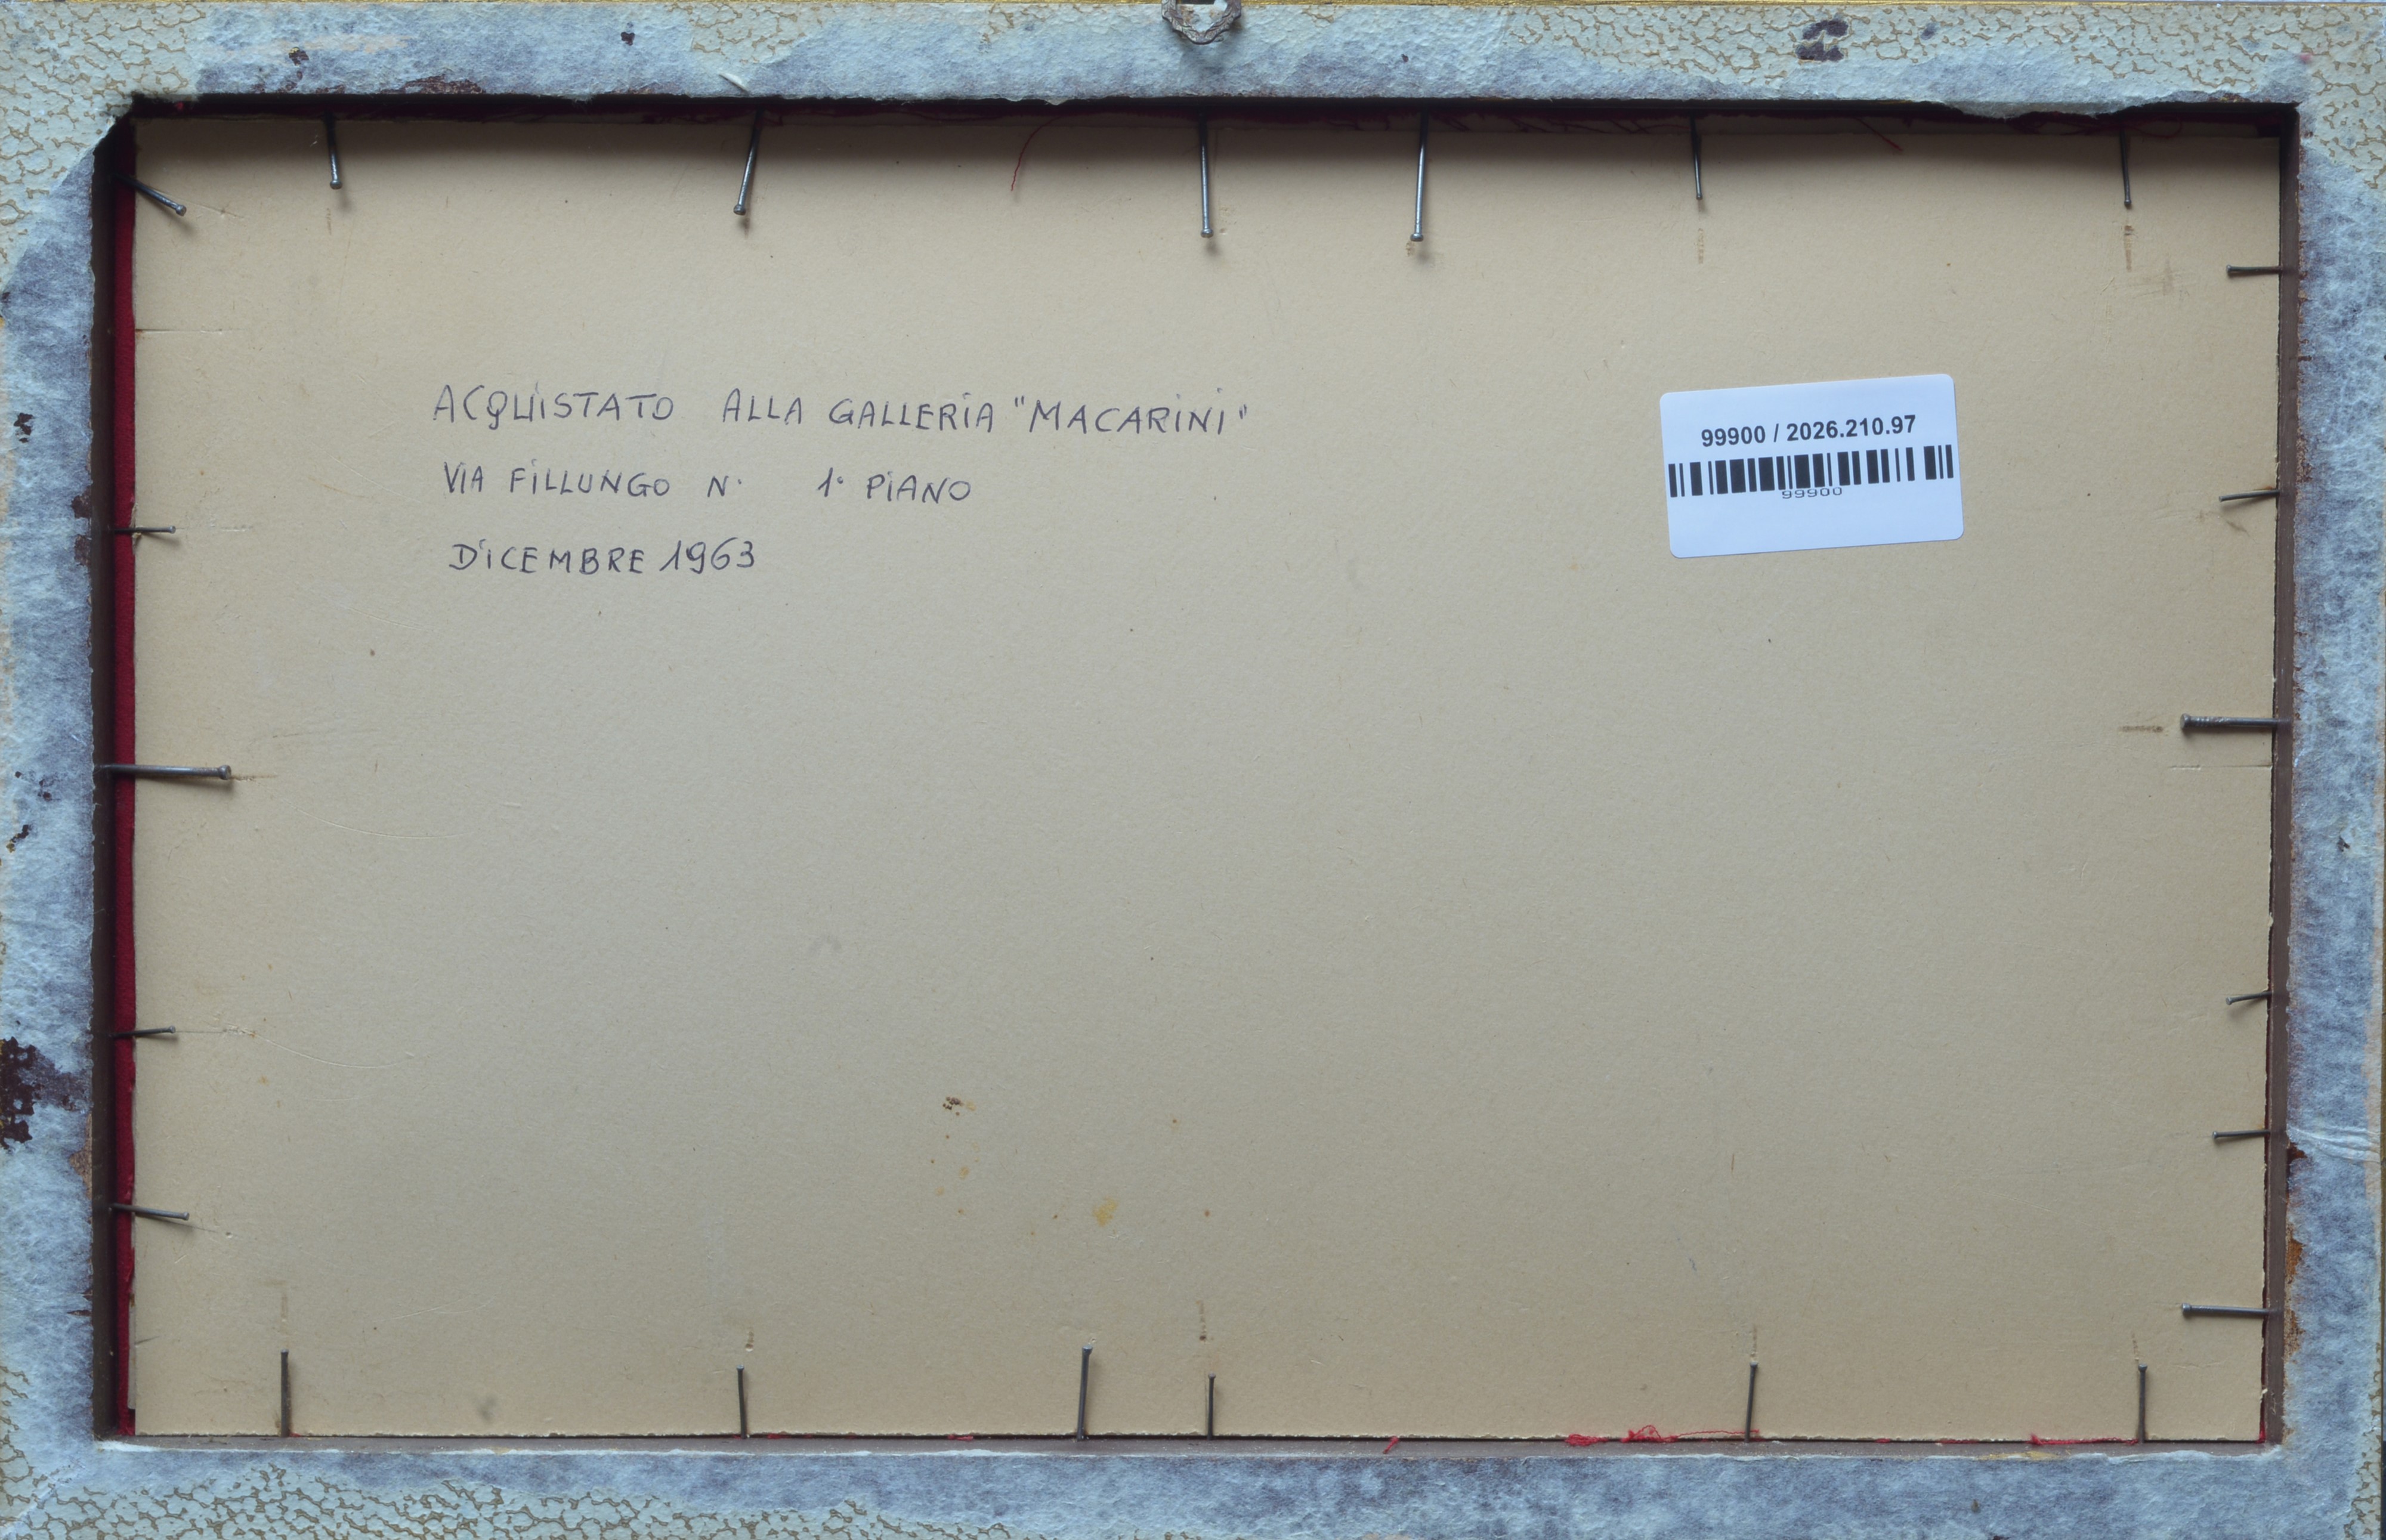 ACQUISTATO ALLA GALLERIA "MACARINI"
VIA FILLUNGO N. 1° PIANO
DICEMBRE 1963
99900 / 2026.210.97
99900